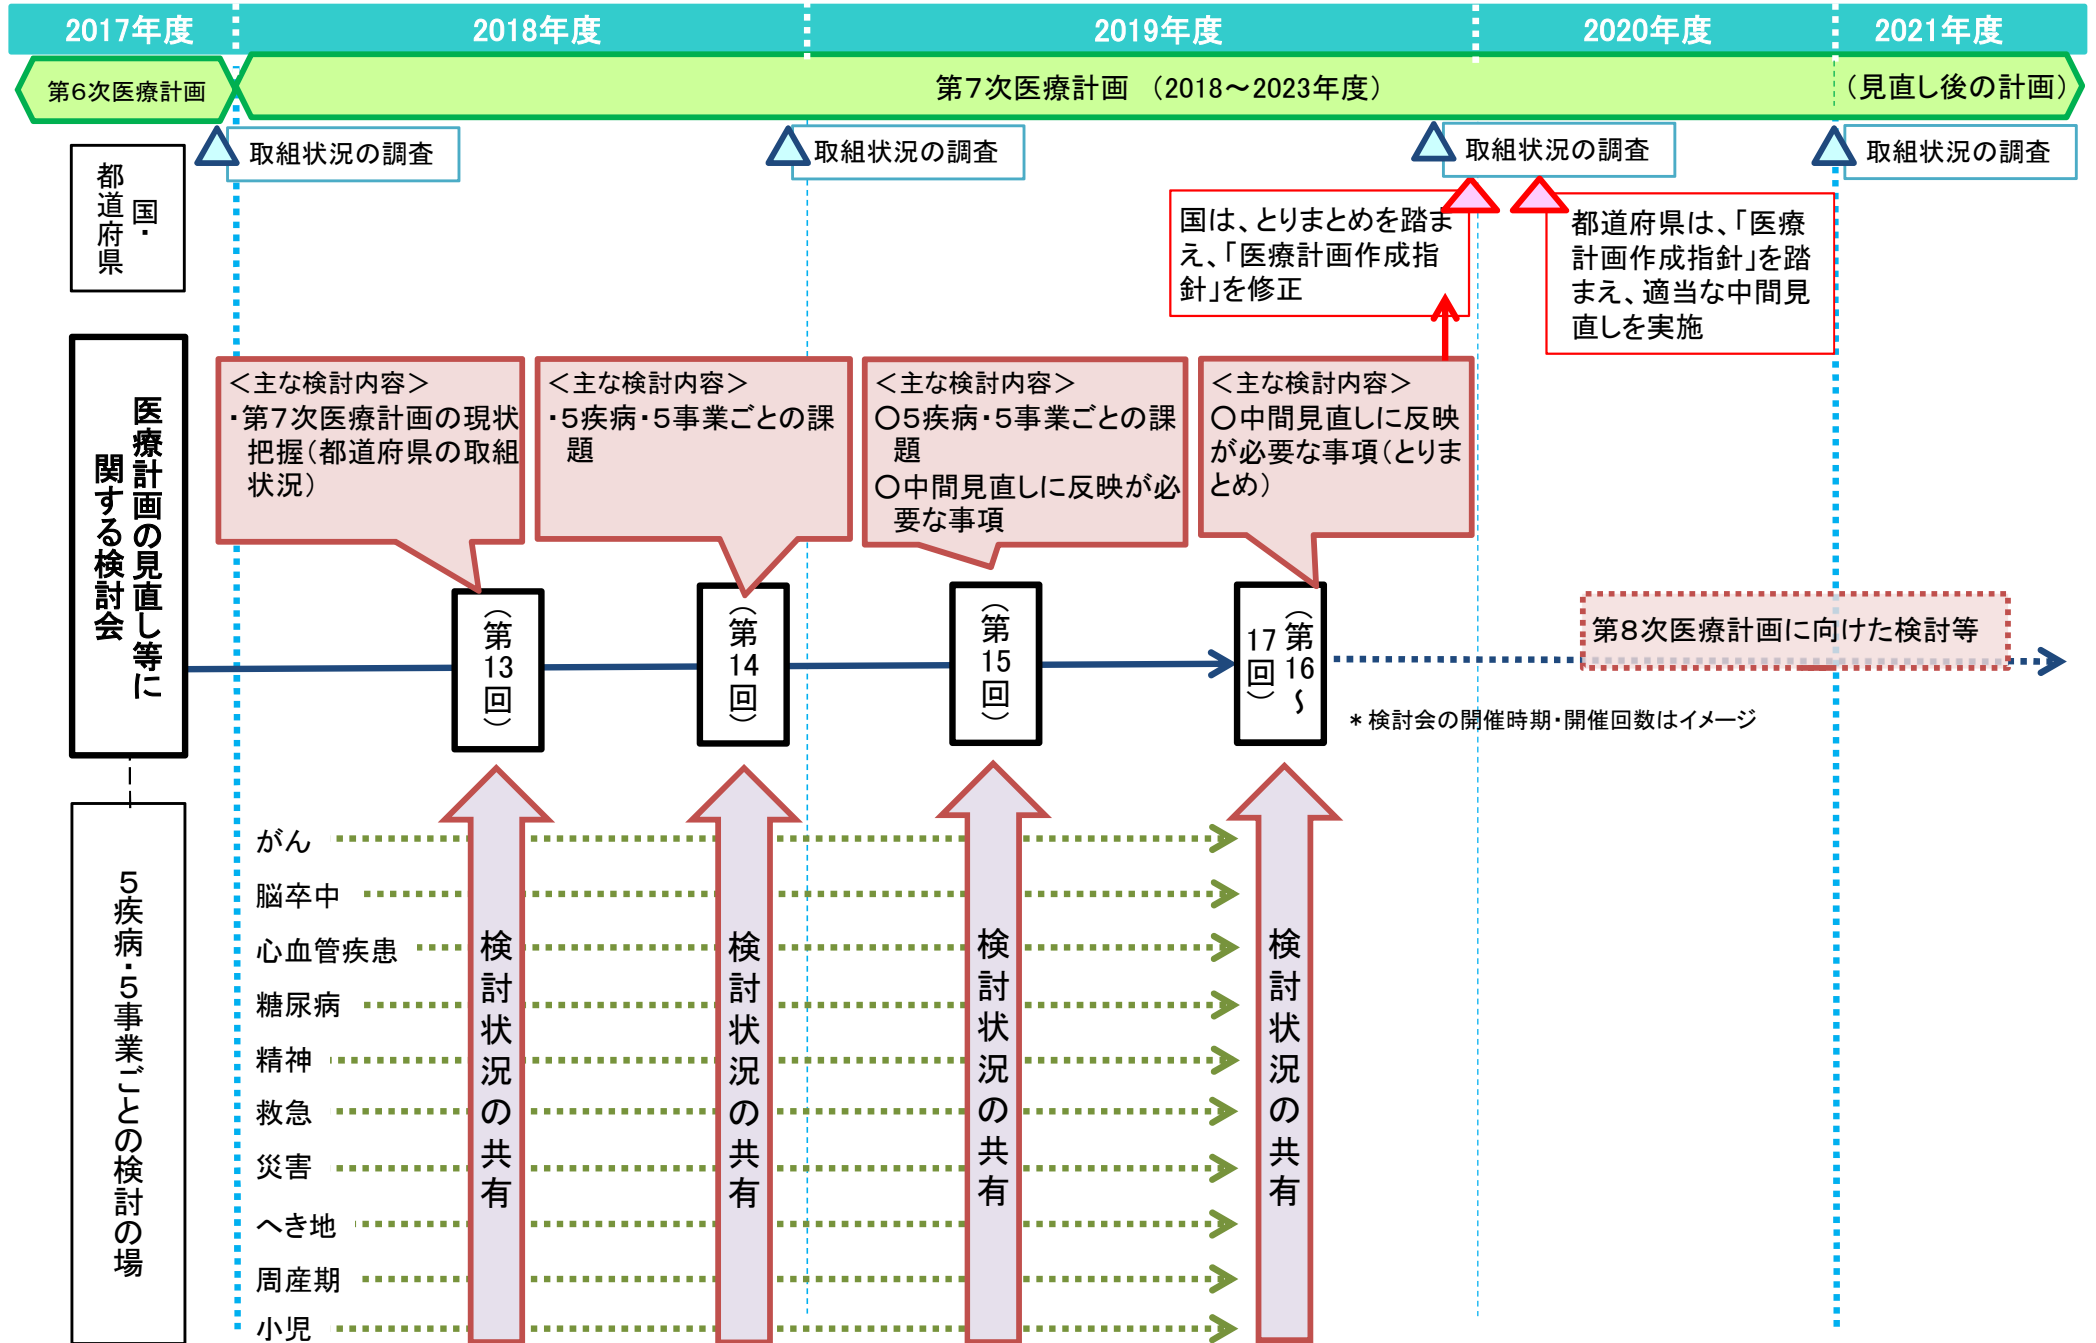 2017年度
2018年度
2019年度
2020年度
2021年度
第6次医療計画
第7次医療計画 (2018~2023年度)
(見直し後の計画)
取組状況の調査
取組状況の調査
取組状況の調査
取組状況の調査
国・
都道府県
国は、とりまとめを踏ま
え、「医療計画作成指
針」を修正
都道府県は、「医療
計画作成指針」を踏
まえ、適当な中間見
直しを実施
医療計画の見直し等に
関する検討会
<主な検討内容>
・第7次医療計画の現状
把握(都道府県の取組
状況)
<主な検討内容>
・5疾病・5事業ごとの課
題
<主な検討内容>
○5疾病・5事業ごとの課
題
○中間見直しに反映が必
要な事項
<主な検討内容>
○中間見直しに反映
が必要な事項(とりま
とめ)
(第13回)
(第14回)
(第15回)
(第16~
17回)
第8次医療計画に向けた検討等
*検討会の開催時期・開催回数はイメージ
5疾病・5事業ごとの検討の場
がん
脳卒中
心血管疾患
糖尿病
精神
救急
災害
へき地
周産期
小児
検討状況の共有
検討状況の共有
検討状況の共有
検討状況の共有